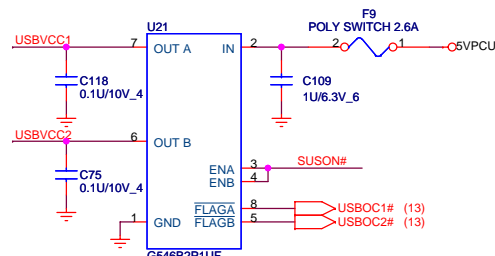 U21
F9
POLY SWITCH 2.6A
USBVCC1
7
OUT A
IN
2
2
1
5VPCU
C118
0.1U/10V_4
C109
1U/6.3V_6
USBVCC2
6
OUT B
C75
0.1U/10V_4
ENA
3
SUSON#
ENB
4
1
GND
FLAGA
8
USBOC1# (13)
FLAGB
5
USBOC2# (13)
G546B2P1UF